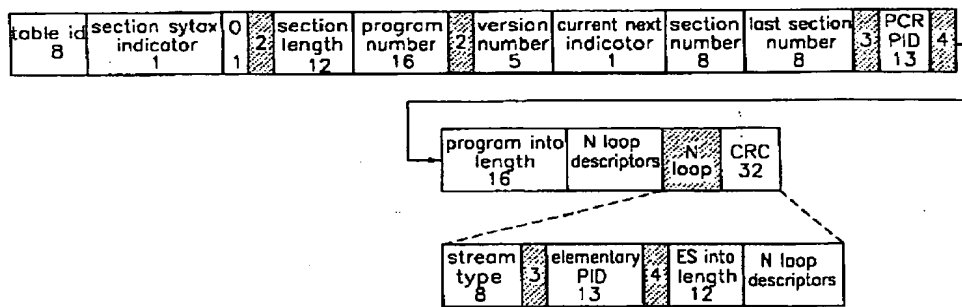 table id
8
section sytax
indicator
1
0
1
2
section
length
12
program
number
16
2
version
number
5
current next
indicator
1
section
number
8
last section
number
8
3
PCR
PID
13
4
program into
length
16
N loop
descriptors
N
loop
CRC
32
stream
type
8
3
elementary
PID
13
4
ES into
length
12
N loop
descriptors